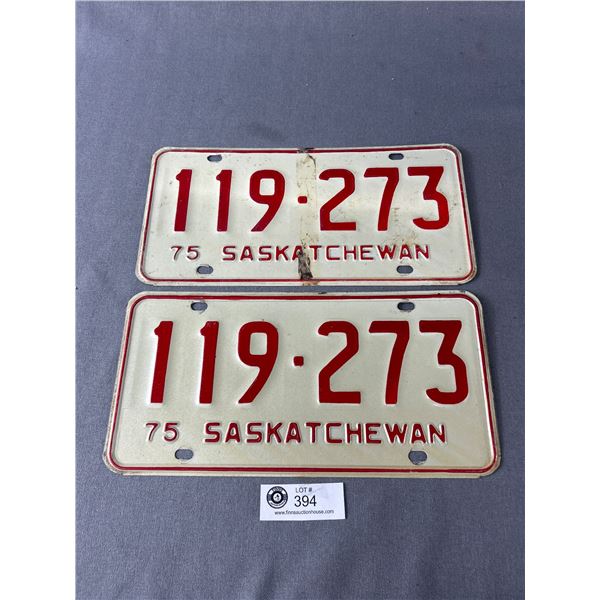 119·273
75 SASKATCHEWAN
119·273
75 SASKATCHEWAN
LOT #
394
www.finnsauctionhouse.com